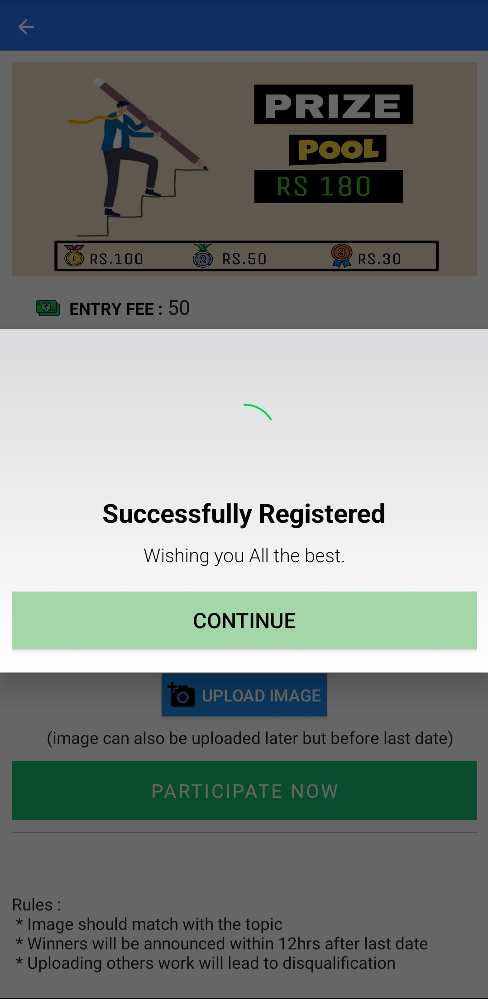 PRIZE
POOL
RS 180
1 RS.100 2 RS.50 3 RS.30
₹ ENTRY FEE : 50
Successfully Registered
Wishing you All the best.
CONTINUE
UPLOAD IMAGE
(image can also be uploaded later but before last date)
PARTICIPATE NOW
Rules :
* Image should match with the topic
* Winners will be announced within 12hrs after last date
* Uploading others work will lead to disqualification